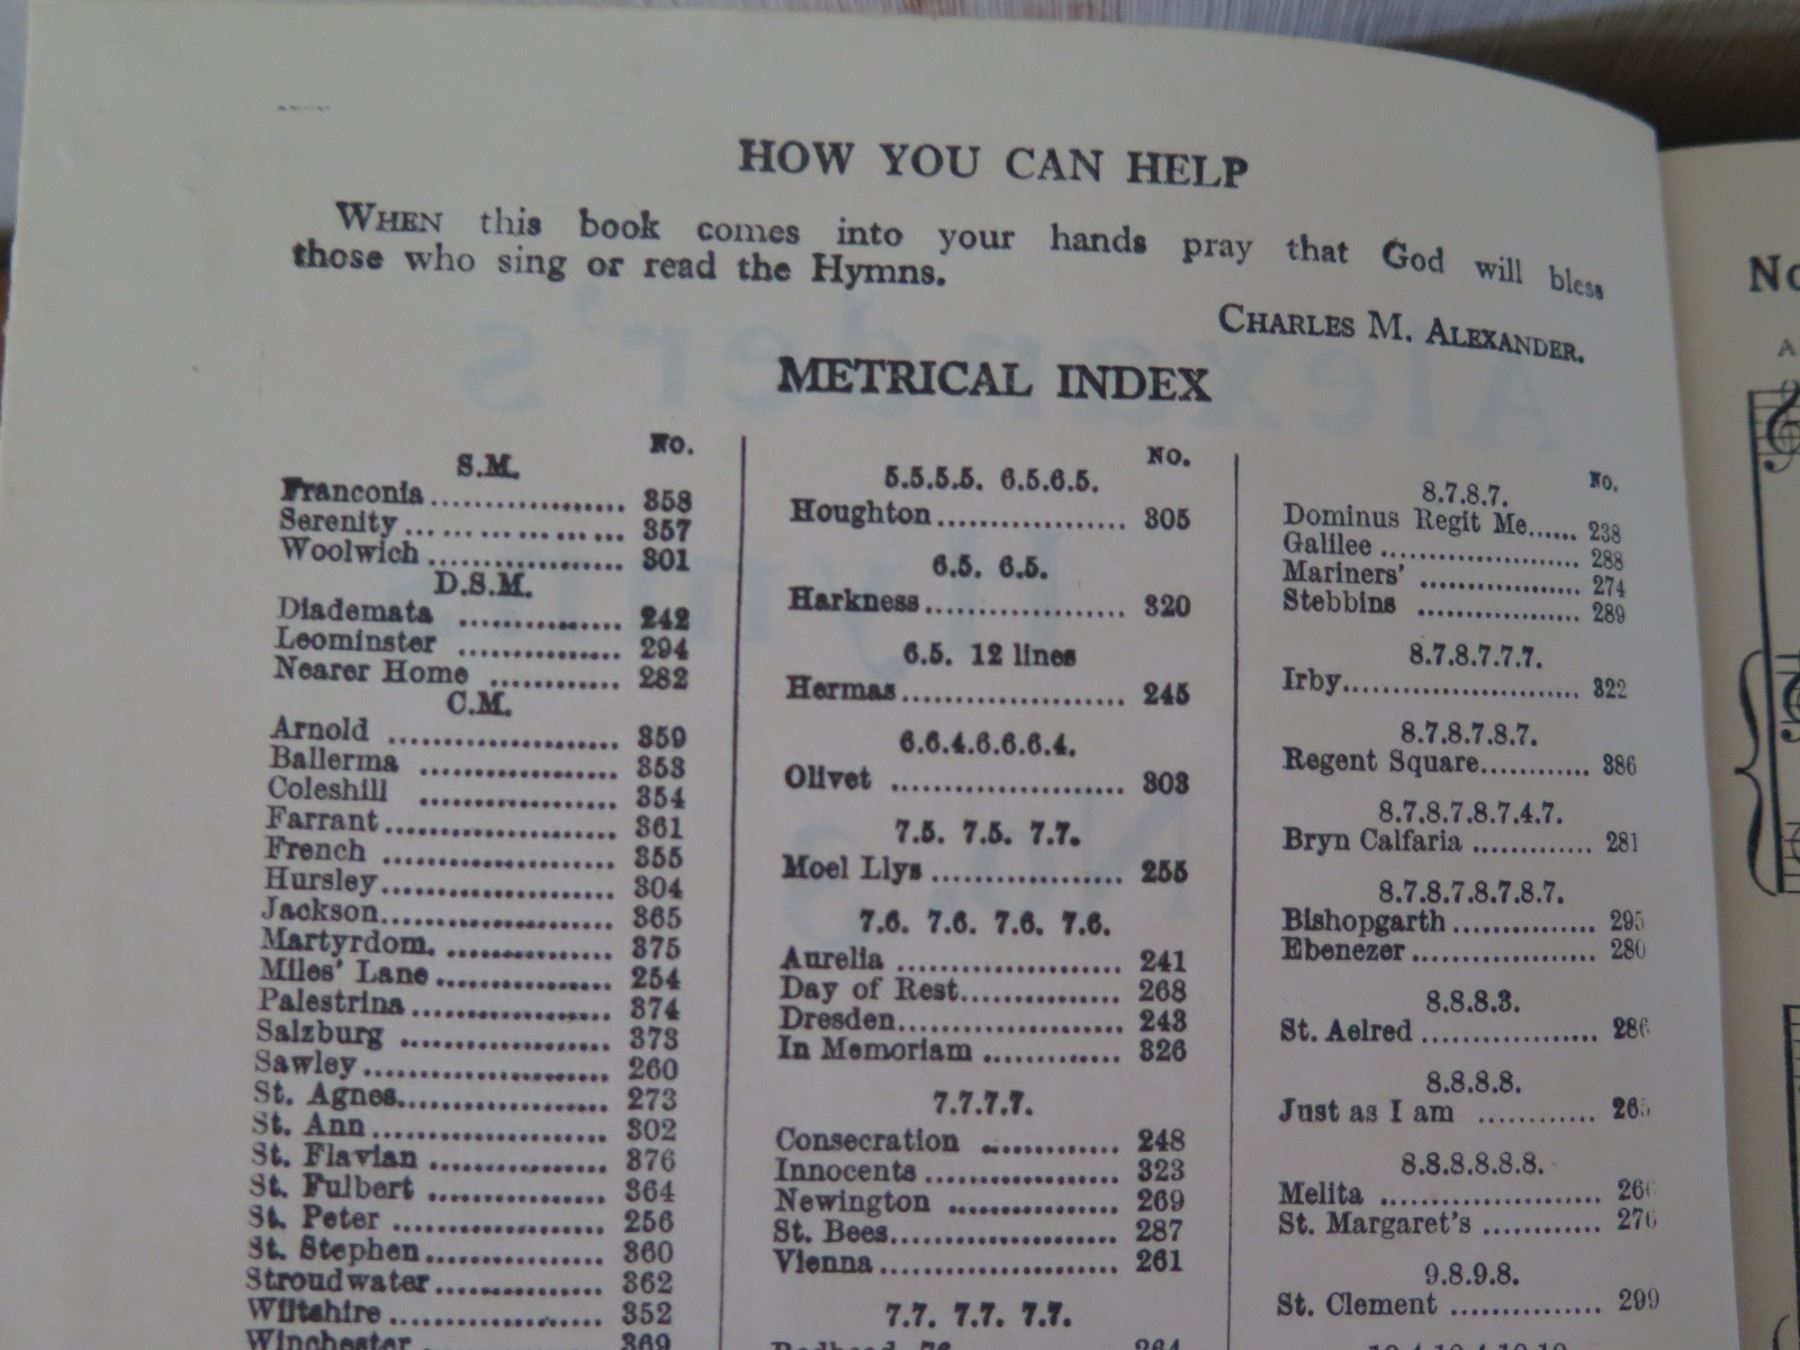 HOW YOU CAN HELP
WHEN this book comes into your hands pray that God will bless
those who sing or read the Hymns.
CHARLES M. ALEXANDER.
METRICAL INDEX
No.
S.M.
Franconia.................. 358
Serenity... ... ... ... ... ... ... 357
Woolwich.................. 301
D.S.M.
Diademata ............... 242
Leominster ............... 294
Nearer Home ............ 282
C.M.
Arnold ..................... 359
Ballerma .................. 353
Coleshill .................. 354
Farrant..................... 361
French ..................... 355
Hursley..................... 304
Jackson..................... 365
Martyrdom. ............... 375
Miles' Lane............... 254
Palestrina.................. 374
Salzburg .................. 373
Sawley..................... 260
St. Agnes.................. 273
St. Ann..................... 302
St. Flavian ............... 376
St. Fulbert ............... 364
St. Peter .................. 256
St. Stephen............... 360
Stroudwater............... 362
Wiltshire.................. 352
Winchester 369
No.
5.5.5.5. 6.5.6.5.
Houghton.................. 305
6.5. 6.5.
Harkness.................. 320
6.5. 12 lines
Hermas..................... 245
6.6.4.6.6.6.4.
Olivet ..................... 303
7.5. 7.5. 7.7.
Moel Llys .................. 255
7.6. 7.6. 7.6. 7.6.
Aurelia ..................... 241
Day of Rest............... 268
Dresden..................... 243
In Memoriam ............ 326
7.7.7.7.
Consecration ............ 248
Innocents.................. 323
Newington ............... 269
St. Bees..................... 287
Vienna..................... 261
7.7. 7.7. 7.7.
Redhead 76 264
No.
8.7.8.7.
Dominus Regit Me...... 238
Galilee .................. 288
Mariners' ............... 274
Stebbins ............... 289
8.7.8.7.7.7.
Irby........................ 322
8.7.8.7.8.7.
Regent Square............ 386
8.7.8.7.8.7.4.7.
Bryn Calfaria ............ 281
8.7.8.7.8.7.8.7.
Bishopgarth ............... 295
Ebenezer.................. 280
8.8.8.3.
St. Aelred .................. 286
8.8.8.8.
Just as I am ............ 265
8.8.8.8.8.8.
Melita ..................... 266
St. Margaret's ............ 276
9.8.9.8.
St. Clement ............... 299
No
A